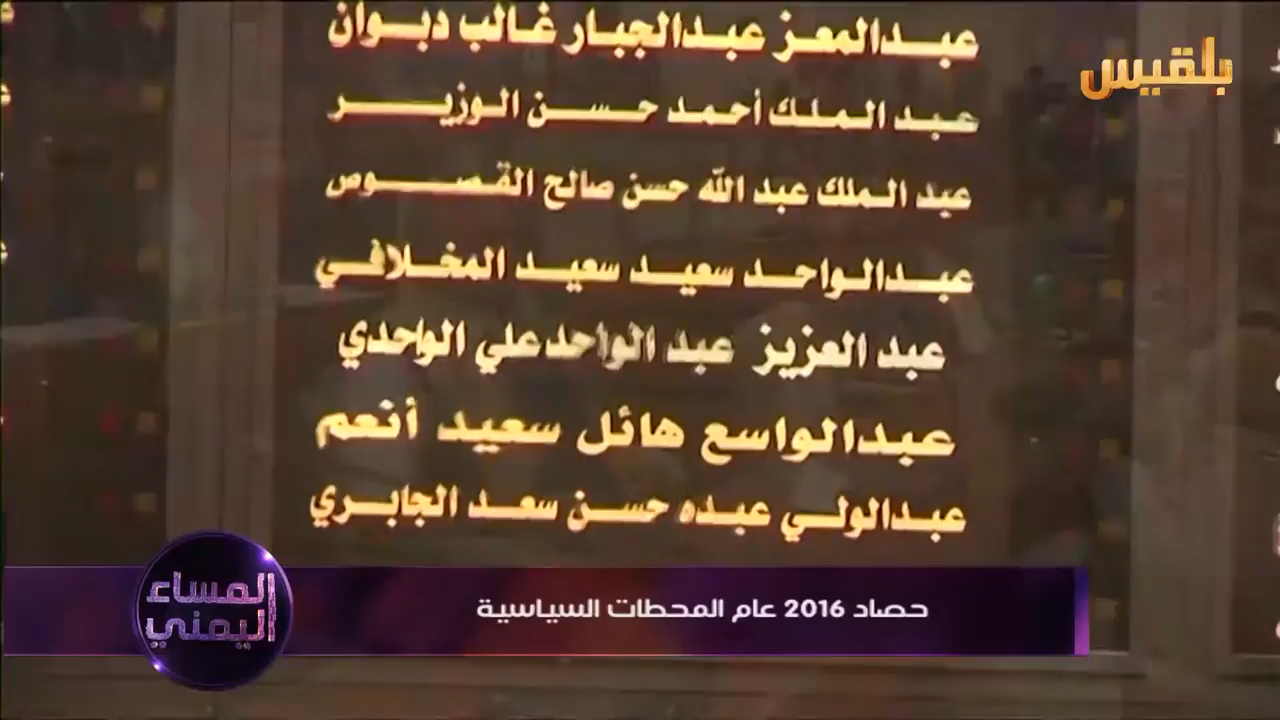 بلقيس
عبدالمعز عبدالجبار غالب دبوان
عبد الملك أحمد حسن الوزير
عبد الملك عبد الله حسن صالح القصوص
عبدالواحد سعيد سعيد المخلافي
عبد العزيز عبد الواحد علي الواحدي
عبدالواسع هائل سعيد أنعم
عبدالولي عبده حسن سعد الجابري
حصاد 2016 عام المحطات السياسية
المساء
اليمني